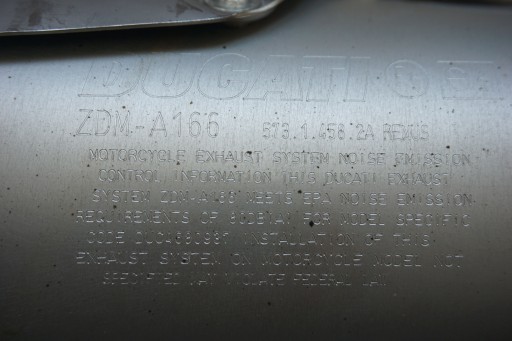 DUCATI ®
ZDM-A166 573.1.458.2A REXUS
MOTORCYCLE EXHAUST SYSTEM NOISE EMISSION
CONTROL INFORMATION THIS DUCATI EXHAUST
SYSTEM ZDM-A166 MEETS EPA NOISE EMISSION
REQUIREMENTS OF FOR MODEL SPECIFIC
CODE INSTALLATION OF THIS
EXHAUST SYSTEM ON MOTORCYCLE MODEL NOT
SPECIFIED MAY VIOLATE FEDERAL LAW